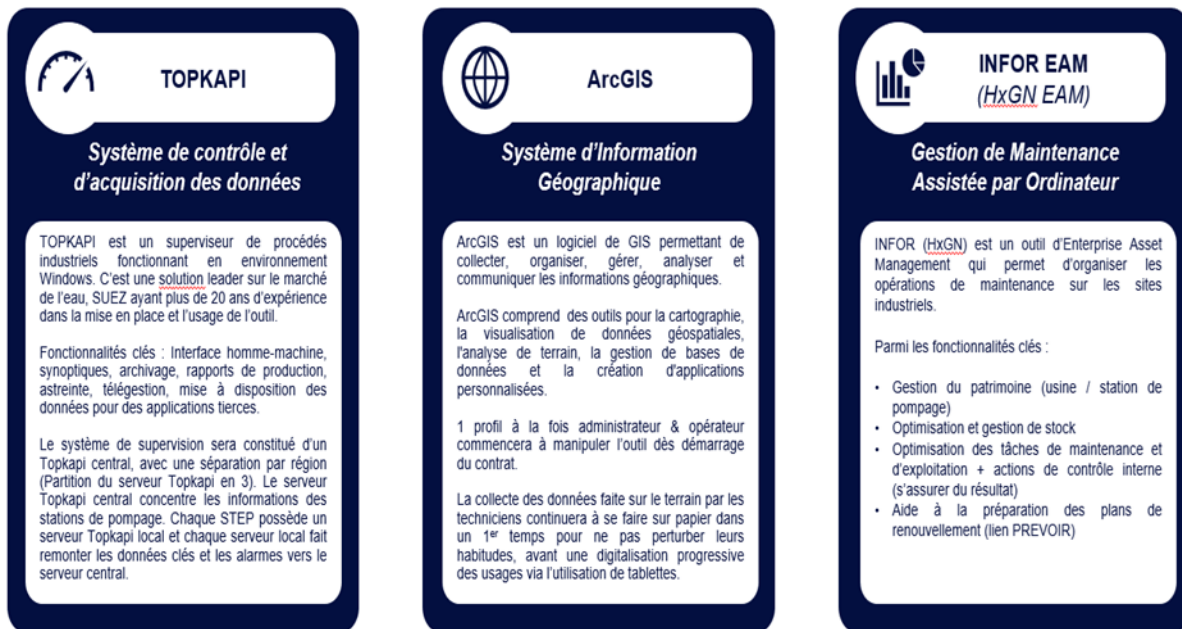 TOPKAPI
Système de contrôle et
d'acquisition des données
TOPKAPI est un superviseur de procédés
industriels fonctionnant en environnement
Windows. C'est une solution leader sur le marché
de l'eau, SUEZ ayant plus de 20 ans d'expérience
dans la mise en place et l'usage de l'outil.
Fonctionnalités clés : Interface homme-machine,
synoptiques, archivage, rapports de production,
astreinte, télégestion, mise à disposition des
données pour des applications tierces.
Le système de supervision sera constitué d'un
Topkapi central, avec une séparation par région
(Partition du serveur Topkapi en 3). Le serveur
Topkapi central concentre les informations des
stations de pompage. Chaque STEP possède un
serveur Topkapi local et chaque serveur local fait
remonter les données clés et les alarmes vers le
serveur central.
ArcGIS
Système d'Information
Géographique
ArcGIS est un logiciel de GIS permettant de
collecter, organiser, gérer, analyser et
communiquer les informations géographiques.
ArcGIS comprend des outils pour la cartographie,
la visualisation de données géospatiales,
l'analyse de terrain, la gestion de bases de
données et la création d'applications
personnalisées.
1 profil à la fois administrateur & opérateur
commencera à manipuler l'outil dès démarrage
du contrat.
La collecte des données faite sur le terrain par les
techniciens continuera à se faire sur papier dans
un 1er temps pour ne pas perturber leurs
habitudes, avant une digitalisation progressive
des usages via l'utilisation de tablettes.
INFOR EAM
(HxGN EAM)
Gestion de Maintenance
Assistée par Ordinateur
INFOR (HxGN) est un outil d'Enterprise Asset
Management qui permet d'organiser les
opérations de maintenance sur les sites
industriels.
Parmi les fonctionnalités clés :
• Gestion du patrimoine (usine / station de
pompage)
• Optimisation et gestion de stock
• Optimisation des tâches de maintenance et
d'exploitation + actions de contrôle interne
(s'assurer du résultat)
• Aide à la préparation des plans de
renouvellement (lien PREVOIR)